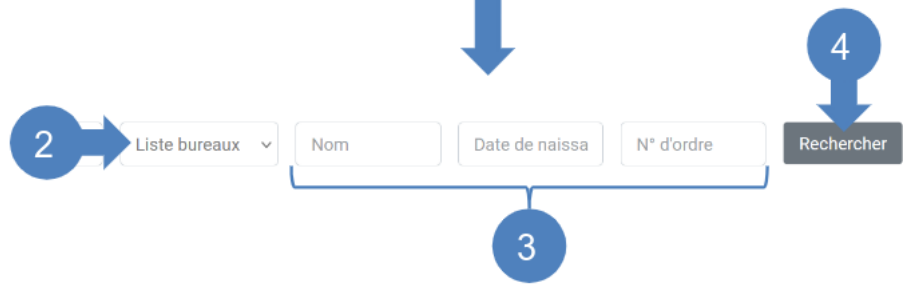 4
2
Liste bureaux
Nom
Date de naissa
N° d'ordre
Rechercher
3